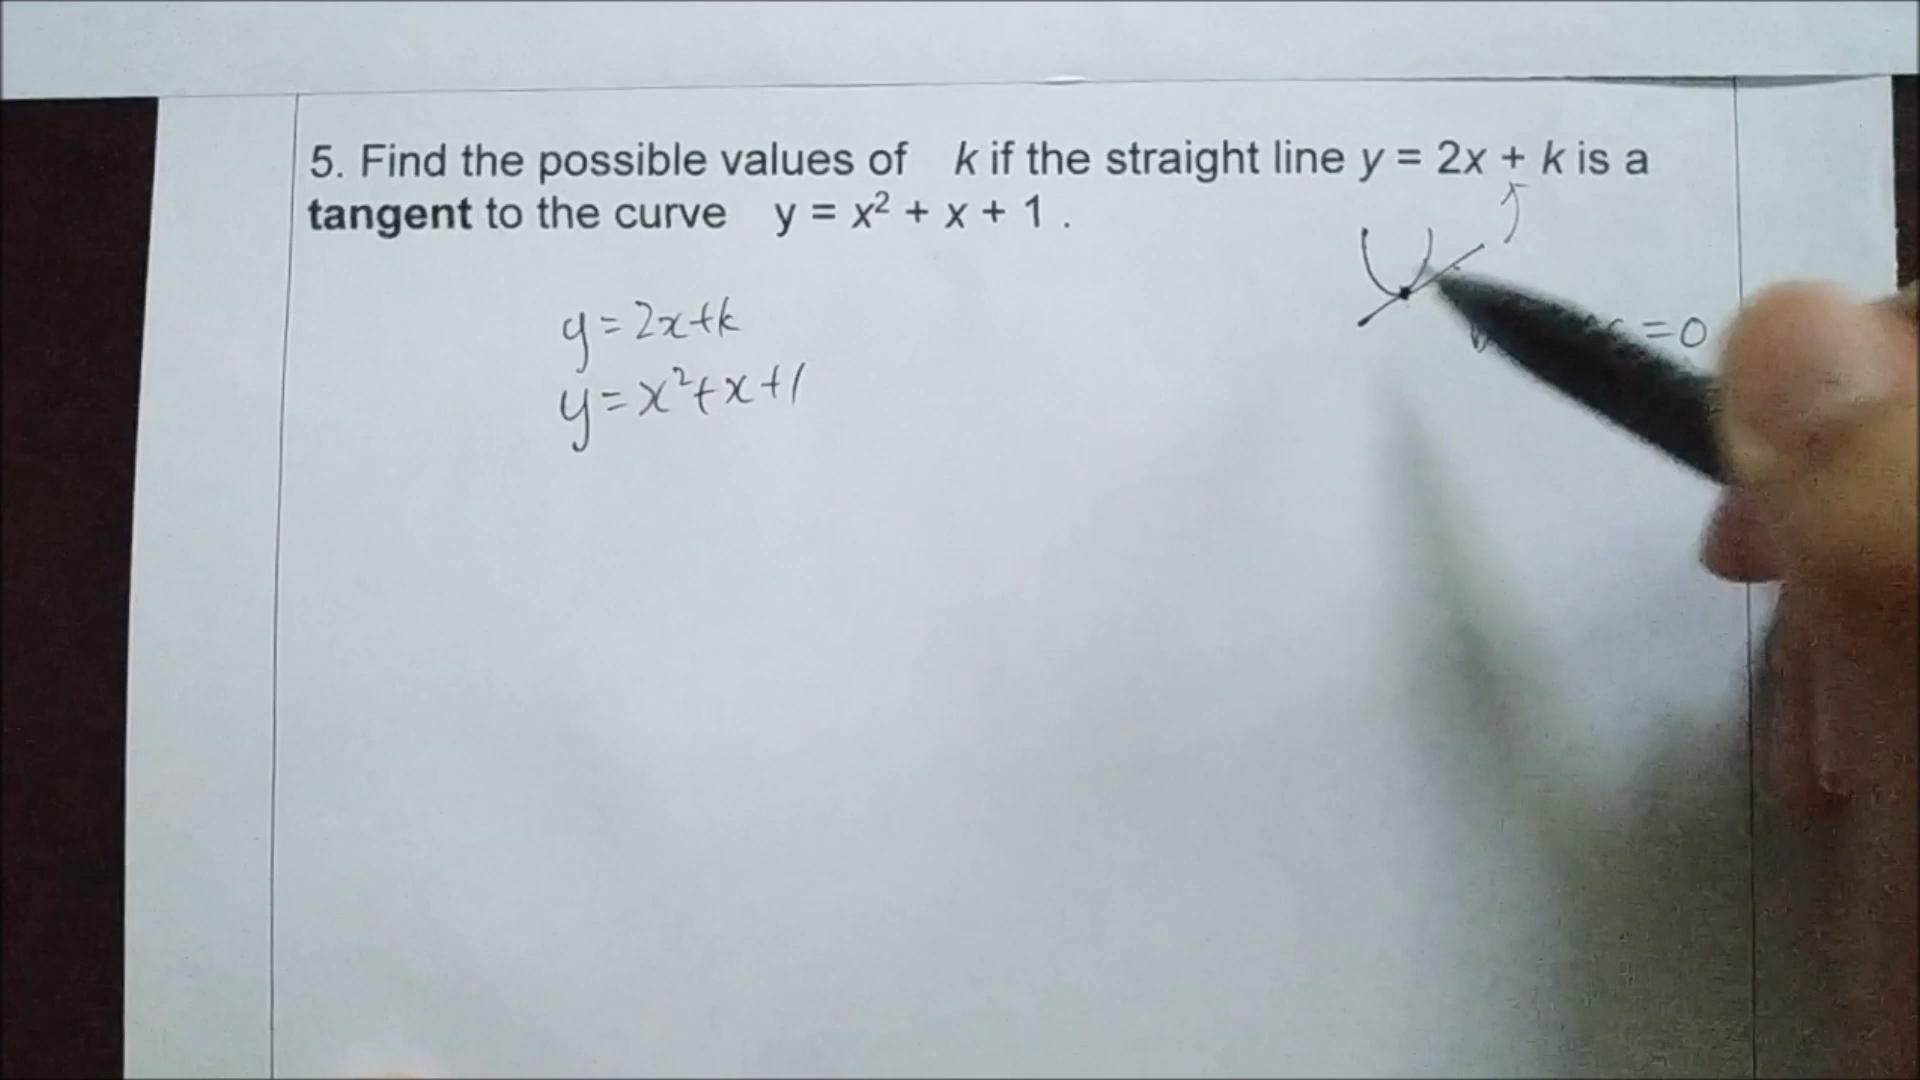 5. Find the possible values of k if the straight line y = 2x + k is a
tangent to the curve y = x² + x + 1 .
y=2x+k
y=x²+x+1
=0